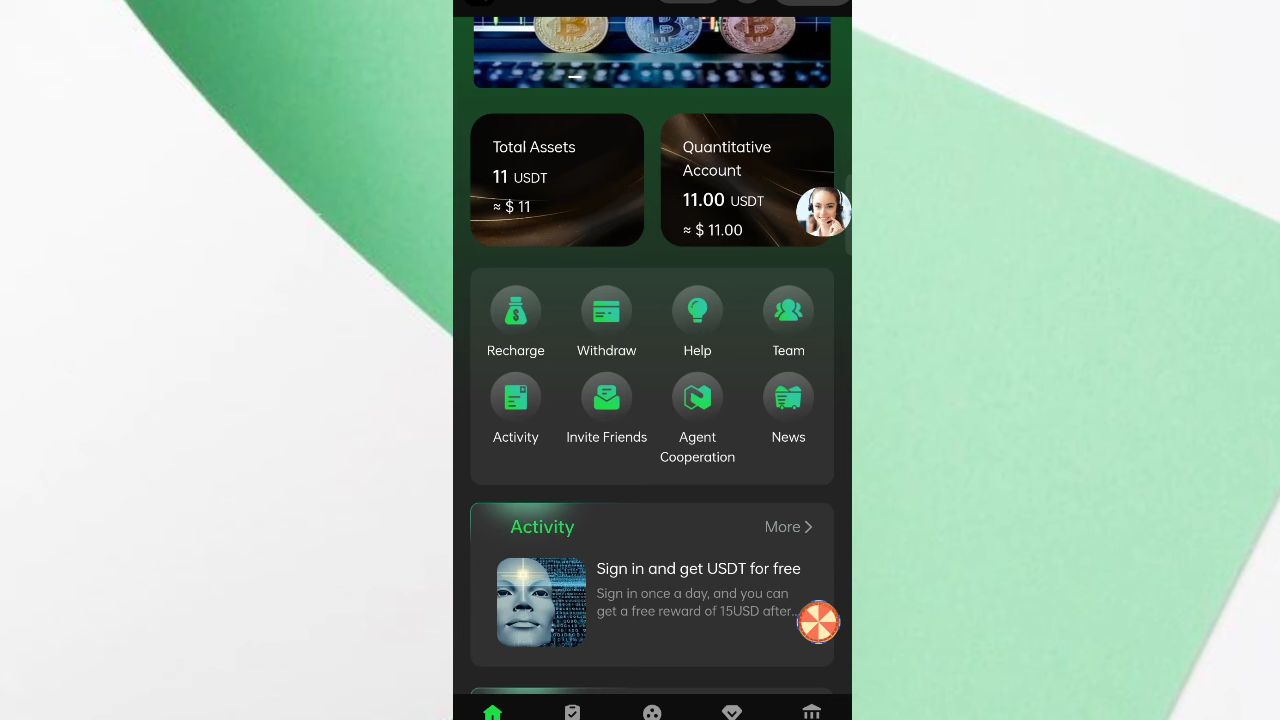 Total Assets
11 USDT
≈ $ 11
Quantitative
Account
11.00 USDT
≈ $ 11.00
Recharge
Withdraw
Help
Team
Activity
Invite Friends
Agent
Cooperation
News
Activity
More
Sign in and get USDT for free
Sign in once a day, and you can
get a free reward of 15USD after...